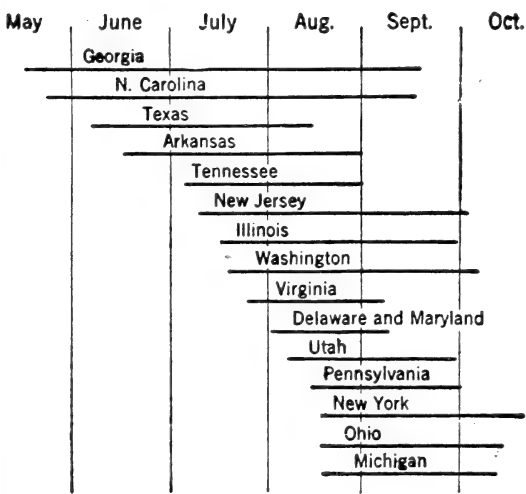 May June July Aug. Sept. Oct.
Georgia
N. Carolina
Texas
Arkansas
Tennessee
New Jersey
Illinois
Washington
Virginia
Delaware and Maryland
Utah
Pennsylvania
New York
Ohio
Michigan